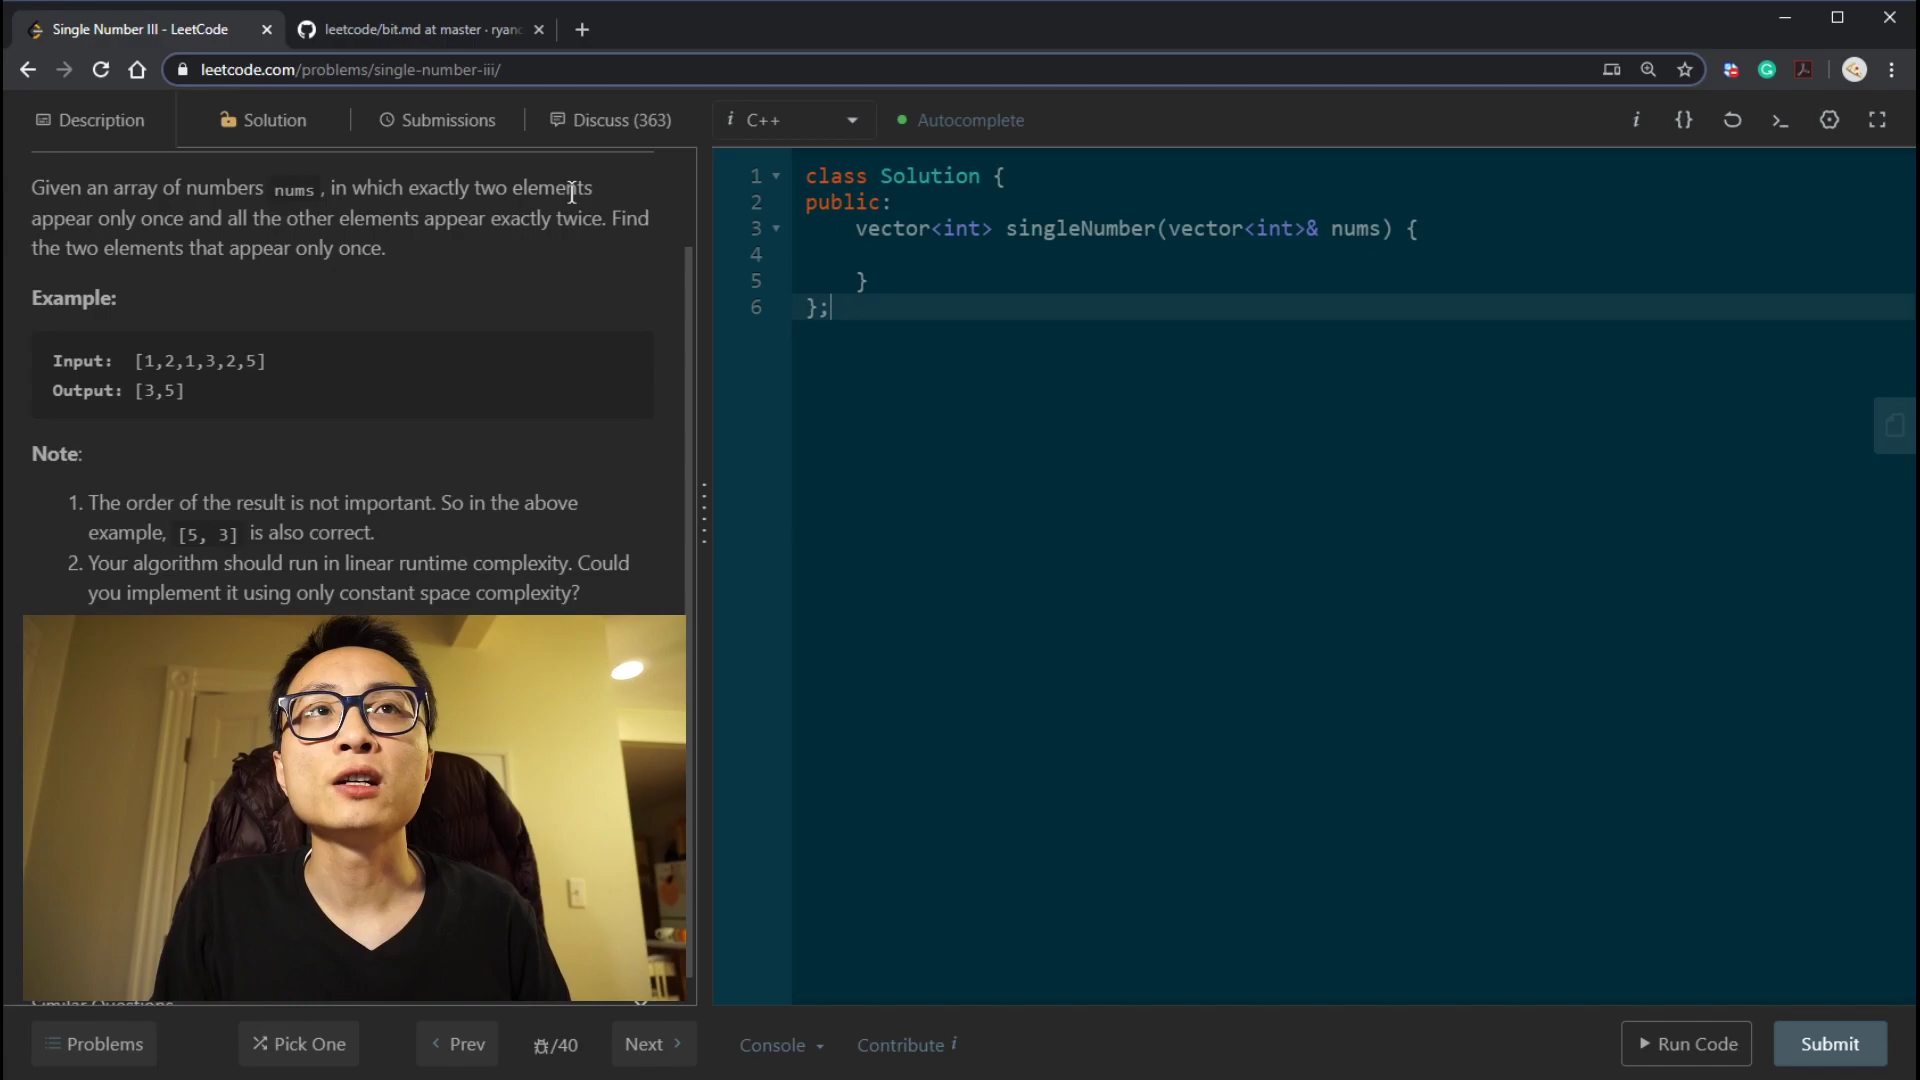 Single Number III - LeetCode
leetcode/bit.md at master · ryanc
leetcode.com/problems/single-number-iii/
Description
Solution
Submissions
Discuss (363)
i C++
Autocomplete
i {}
Given an array of numbers nums, in which exactly two elements
appear only once and all the other elements appear exactly twice. Find
the two elements that appear only once.
Example:
Input: [1,2,1,3,2,5]
Output: [3,5]
Note:
1. The order of the result is not important. So in the above
example, [5, 3] is also correct.
2. Your algorithm should run in linear runtime complexity. Could
you implement it using only constant space complexity?
Similar Questions
1 class Solution {
2 public:
3 vector<int> singleNumber(vector<int>& nums) {
4
5 }
6 };
Problems
Pick One
< Prev
/40
Next >
Console
Contribute i
Run Code
Submit